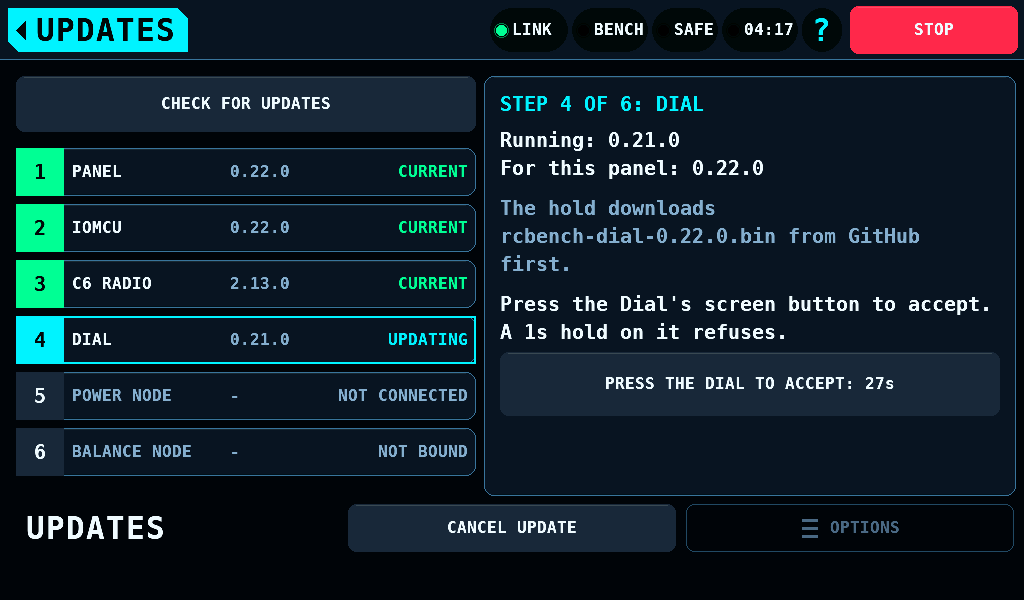 UPDATES
LINK
BENCH
SAFE
04:17
?
STOP
CHECK FOR UPDATES
1 PANEL 0.22.0 CURRENT
2 IOMCU 0.22.0 CURRENT
3 C6 RADIO 2.13.0 CURRENT
4 DIAL 0.21.0 UPDATING
5 POWER NODE - NOT CONNECTED
6 BALANCE NODE - NOT BOUND
STEP 4 OF 6: DIAL
Running: 0.21.0
For this panel: 0.22.0
The hold downloads
rcbench-dial-0.22.0.bin from GitHub
first.
Press the Dial's screen button to accept.
A 1s hold on it refuses.
PRESS THE DIAL TO ACCEPT: 27s
UPDATES
CANCEL UPDATE
OPTIONS